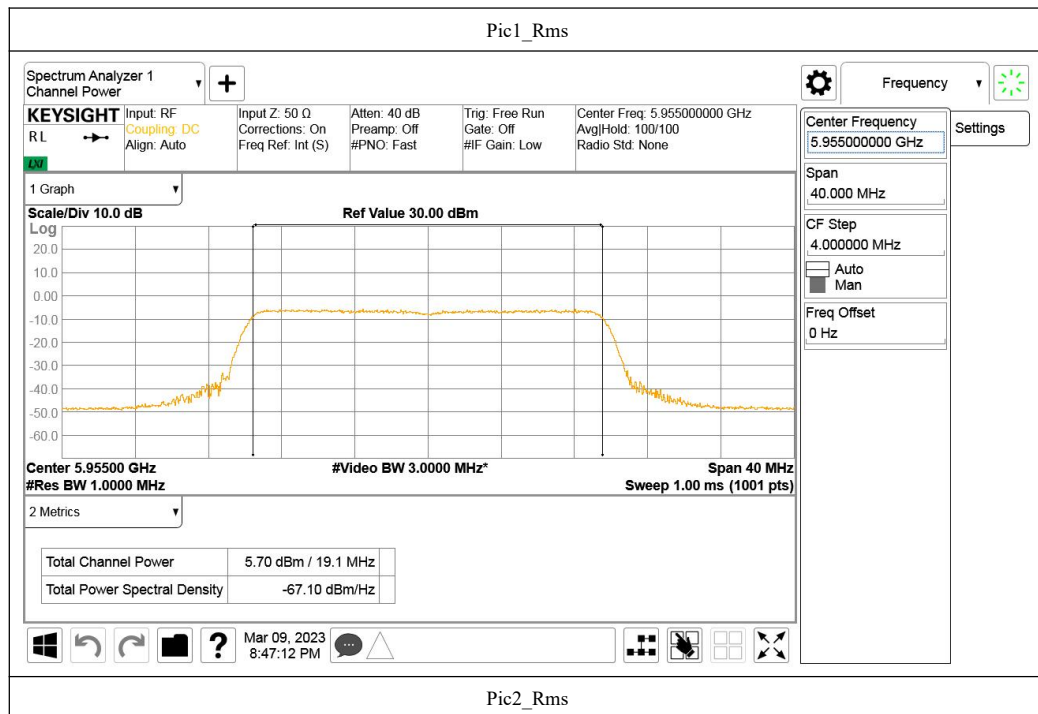 Pic1_Rms
Spectrum Analyzer 1
Channel Power
Frequency
KEYSIGHT
RL
LXI
Input: RF
Coupling: DC
Align: Auto
Input Z: 50 Ω
Corrections: On
Freq Ref: Int (S)
Atten: 40 dB
Preamp: Off
#PNO: Fast
Trig: Free Run
Gate: Off
#IF Gain: Low
Center Freq: 5.955000000 GHz
Avg|Hold: 100/100
Radio Std: None
Center Frequency
5.955000000 GHz
Settings
Span
40.000 MHz
CF Step
4.000000 MHz
Auto
Man
Freq Offset
0 Hz
1 Graph
Scale/Div 10.0 dB
Ref Value 30.00 dBm
Log
20.0
10.0
0.00
-10.0
-20.0
-30.0
-40.0
-50.0
-60.0
Center 5.95500 GHz
#Video BW 3.0000 MHz*
Span 40 MHz
#Res BW 1.0000 MHz
Sweep 1.00 ms (1001 pts)
2 Metrics
Total Channel Power 5.70 dBm / 19.1 MHz
Total Power Spectral Density -67.10 dBm/Hz
?
Mar 09, 2023
8:47:12 PM
Pic2_Rms